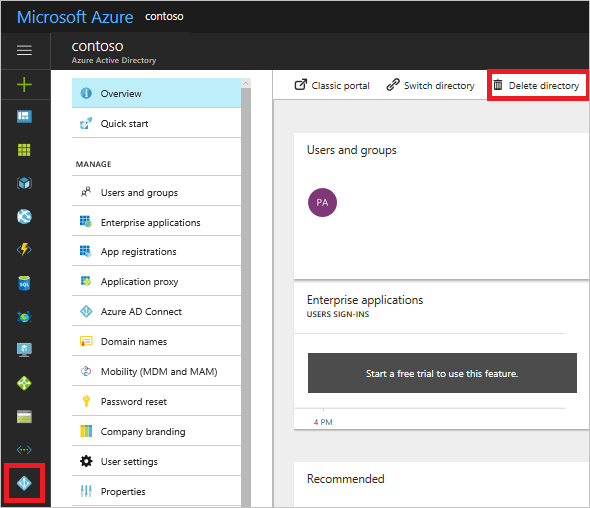 Microsoft Azure contoso
contoso
Azure Active Directory
Overview
Quick start
MANAGE
Users and groups
Enterprise applications
App registrations
Application proxy
Azure AD Connect
Domain names
Mobility (MDM and MAM)
Password reset
Company branding
User settings
Properties
Classic portal Switch directory Delete directory
Users and groups
PA
Enterprise applications
USERS SIGN-INS
Start a free trial to use this feature.
4 PM
Recommended
SQL